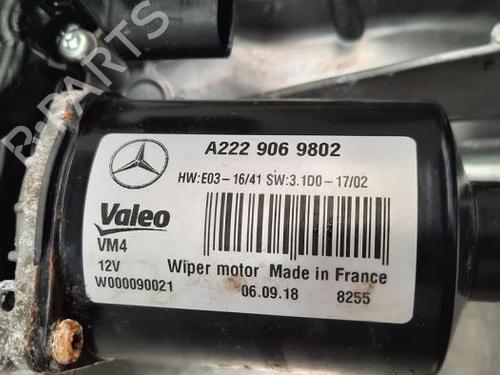 A222 906 9802
HW:E03-16/41 SW:3.1D0-17/02
Valeo
VM4
12V Wiper motor Made in France
W000090021 06.09.18 8255
R-PARTS